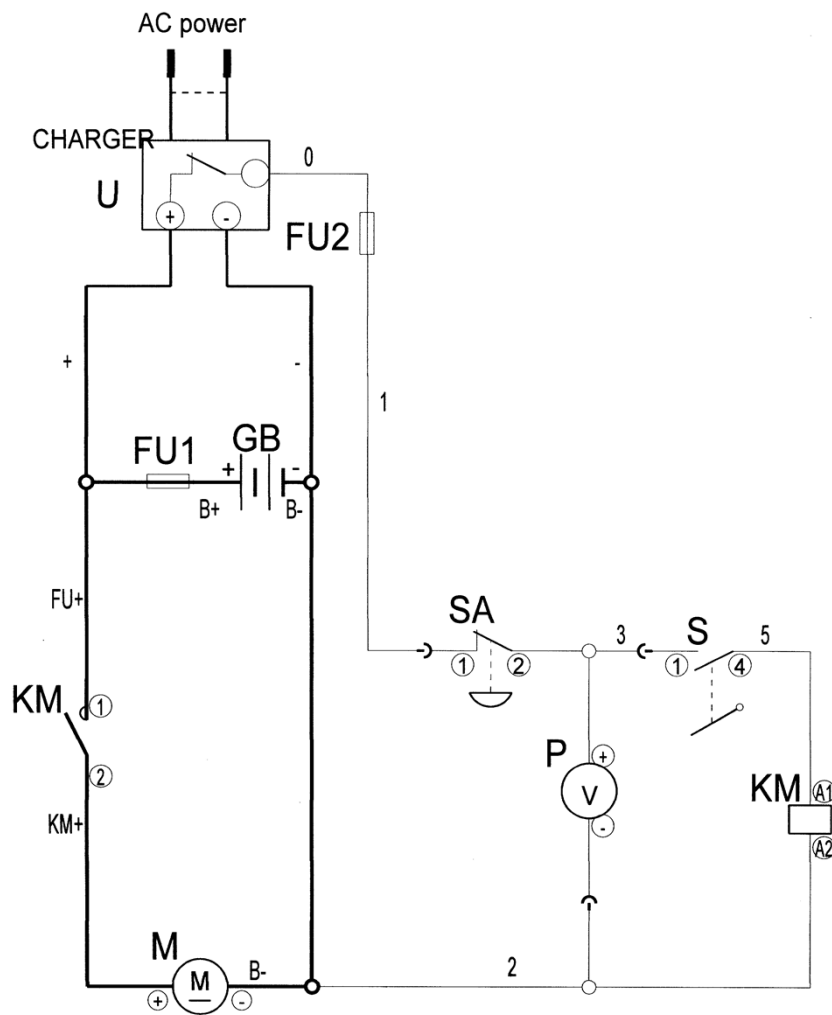 AC power
CHARGER
U
+
-
0
FU2
+
-
1
FU1
GB
+
-
B+
B-
FU+
SA
1
2
3
S
5
1
4
KM
1
2
KM+
P
+
V
-
KM
A1
A2
M
M
B-
+
-
2